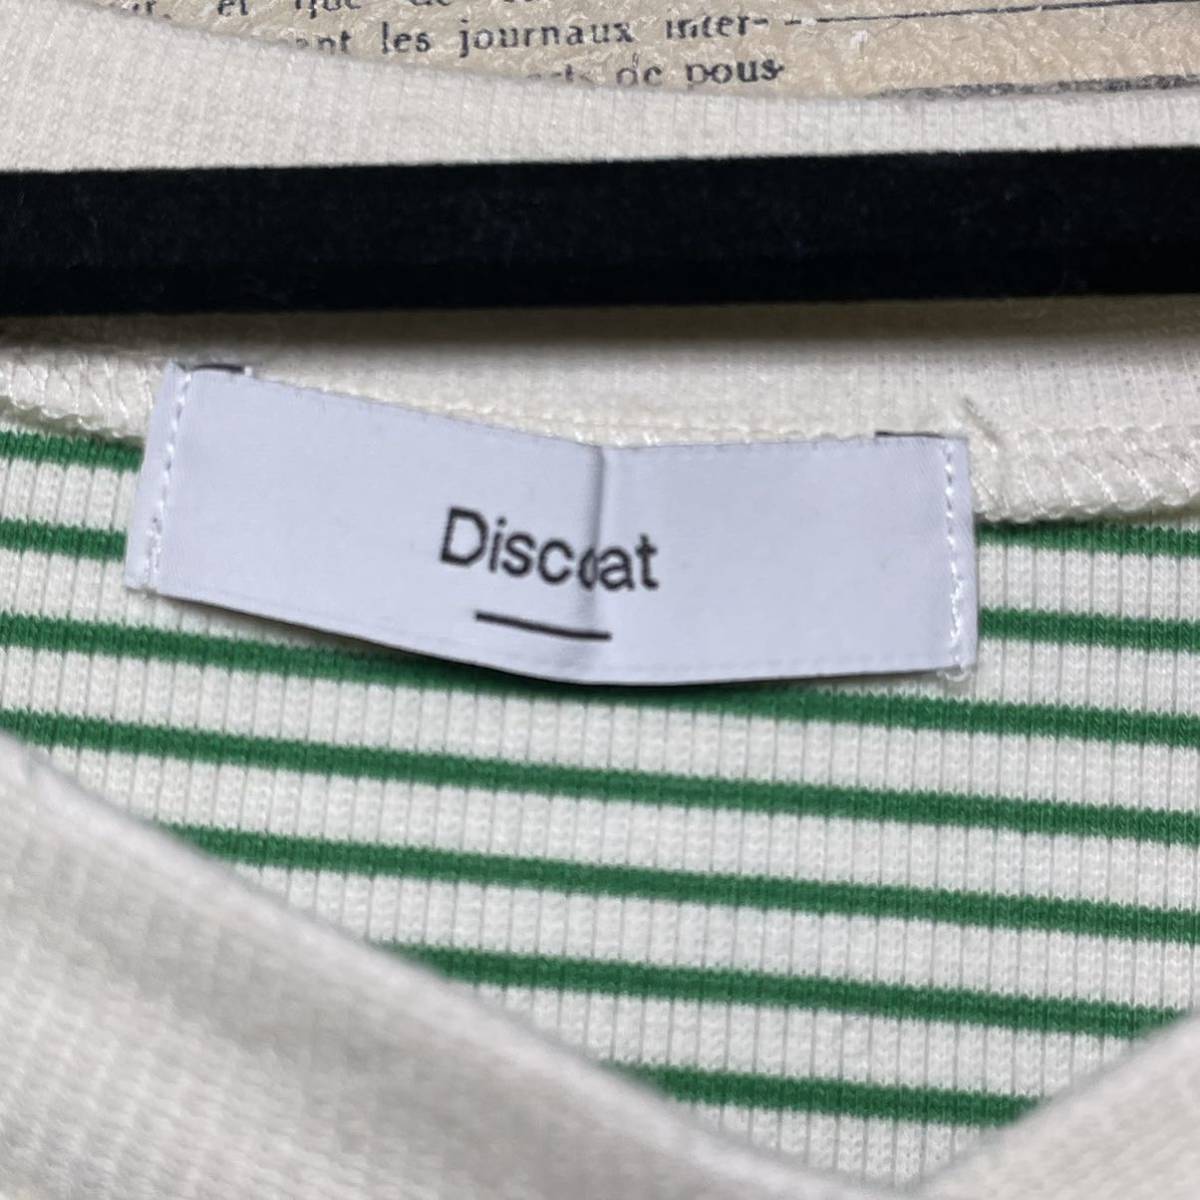 les journaux inter-
de pous
Discoat